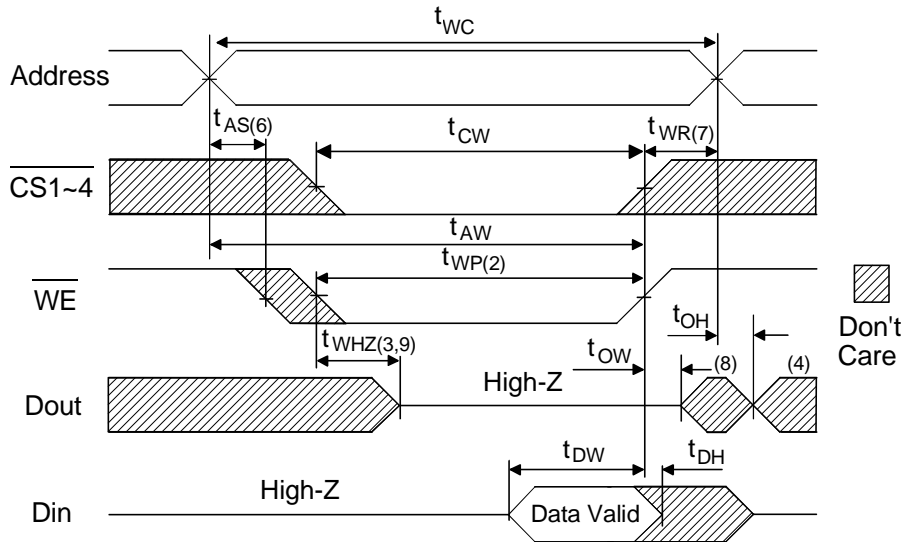 tWC
Address
tAS(6)
tCW
tWR(7)
CS1~4
tAW
tWP(2)
WE
tOH
Don't
Care
tWHZ(3,9)
tOW
High-Z
(8)
(4)
Dout
tDW
tDH
High-Z
Din
Data Valid